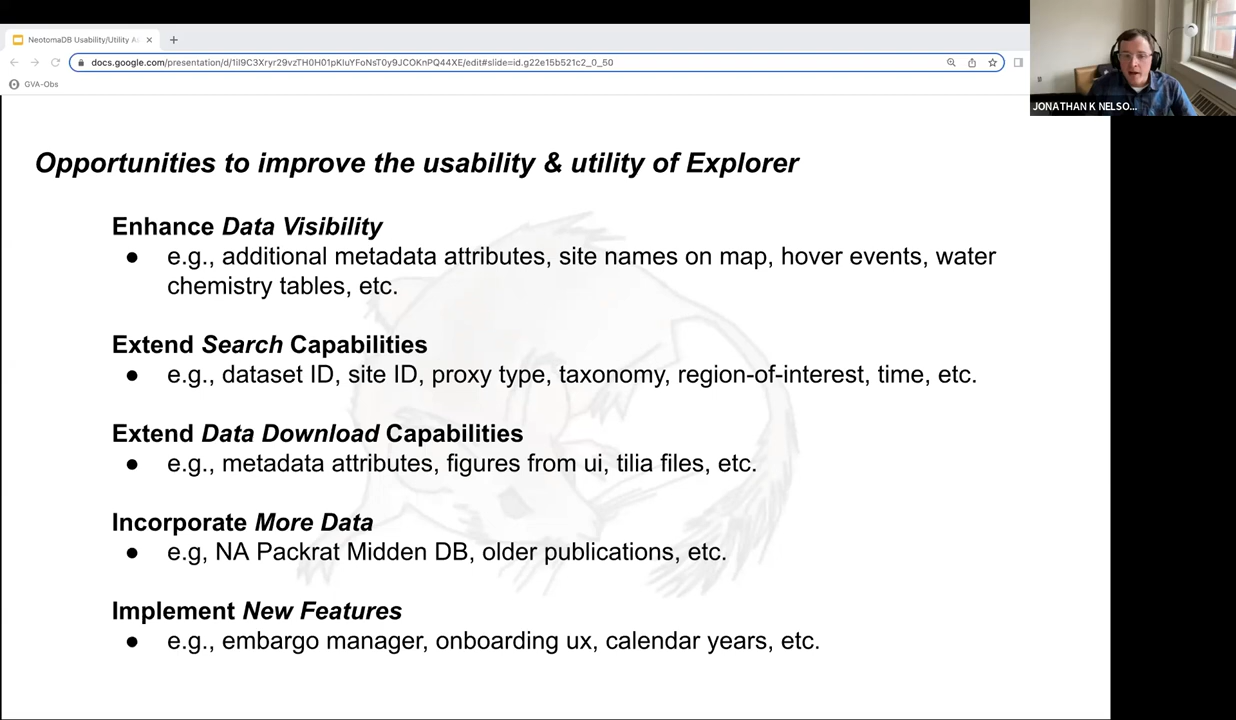 NeotomaDB Usability/Utility A
docs.google.com/presentation/d/1iI9C3Xryr29vzTH0H01pKIuYFoNsT0y9JCOKnPQ44XE/edit#slide=id.g22e15b521c2_0_50
GVA-Obs
JONATHAN K NELSO...
Opportunities to improve the usability & utility of Explorer
Enhance Data Visibility
● e.g., additional metadata attributes, site names on map, hover events, water
chemistry tables, etc.
Extend Search Capabilities
● e.g., dataset ID, site ID, proxy type, taxonomy, region-of-interest, time, etc.
Extend Data Download Capabilities
● e.g., metadata attributes, figures from ui, tilia files, etc.
Incorporate More Data
● e.g, NA Packrat Midden DB, older publications, etc.
Implement New Features
● e.g., embargo manager, onboarding ux, calendar years, etc.